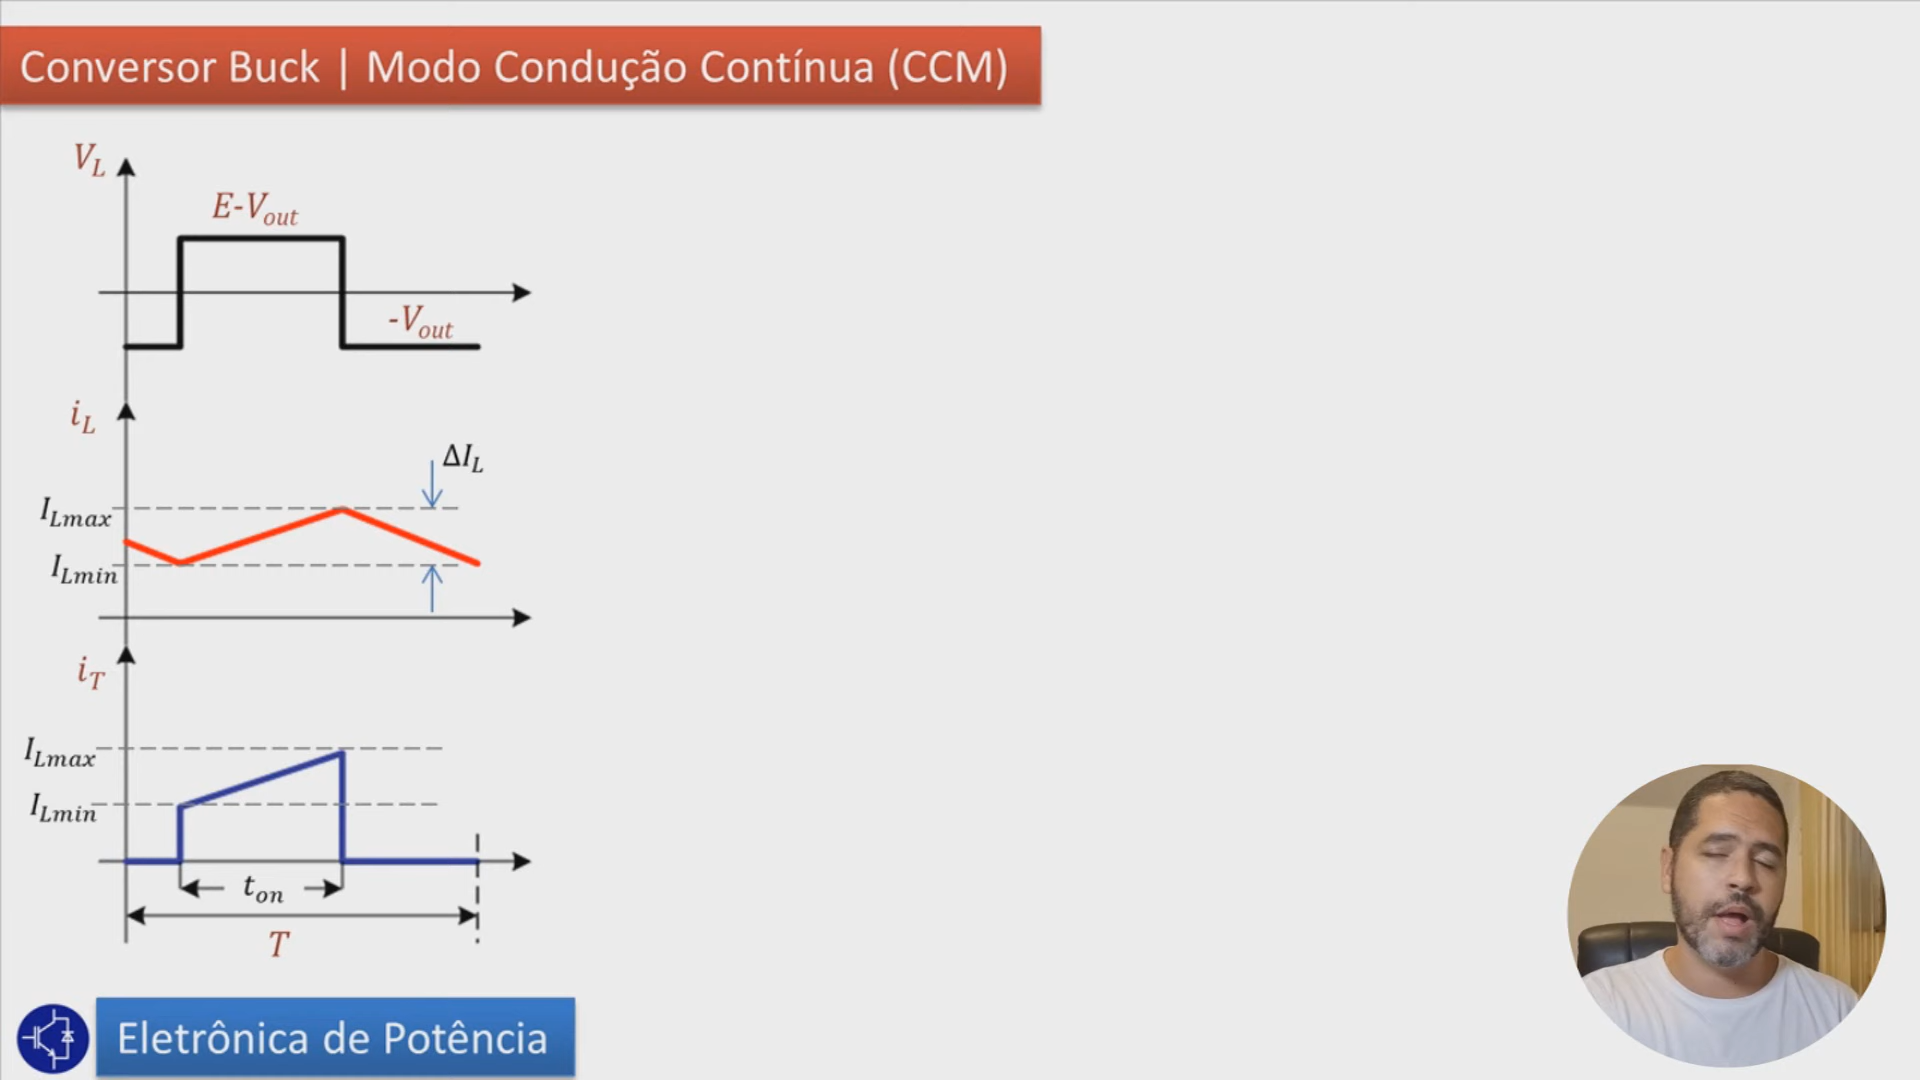 Conversor Buck | Modo Condução Contínua (CCM)
V_L
E-V_out
-V_out
i_L
ΔI_L
I_Lmax
I_Lmin
i_T
I_Lmax
I_Lmin
t_on
T
Eletrônica de Potência